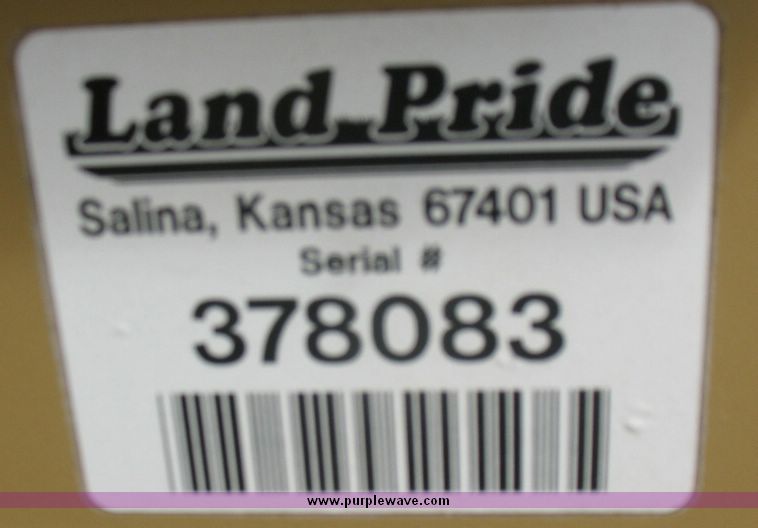 Land Pride
Salina, Kansas 67401 USA
Serial #
378083
www.purplewave.com